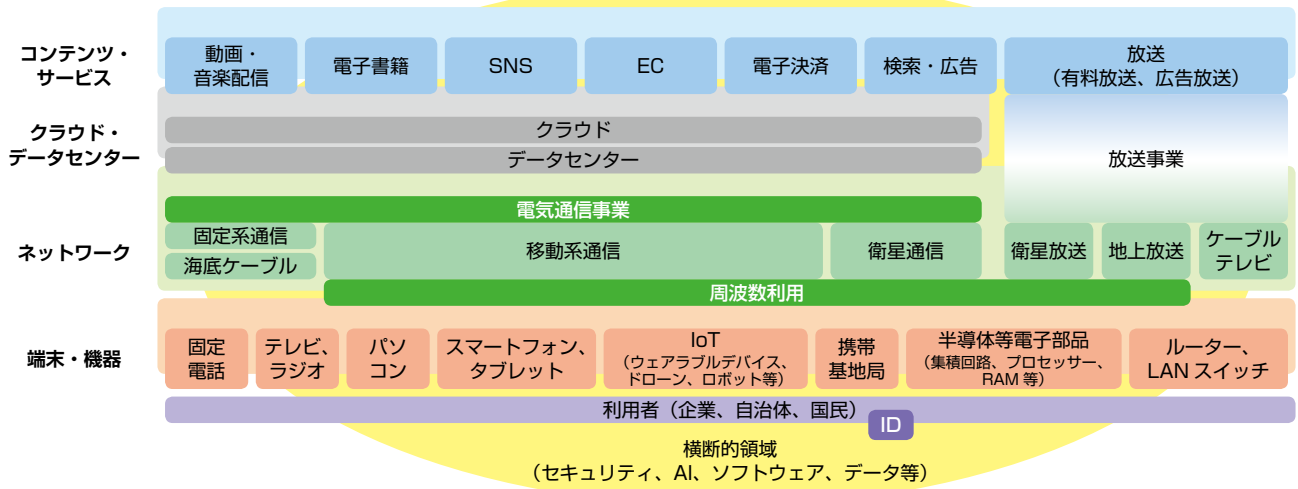 コンテンツ・
サービス
動画・
音楽配信
電子書籍
SNS
EC
電子決済
検索・広告
放送
（有料放送、広告放送）
クラウド・
データセンター
クラウド
データセンター
放送事業
電気通信事業
ネットワーク
固定系通信
海底ケーブル
移動系通信
衛星通信
衛星放送
地上放送
ケーブル
テレビ
周波数利用
端末・機器
固定
電話
テレビ、
ラジオ
パソ
コン
スマートフォン、
タブレット
IoT
（ウェアラブルデバイス、
ドローン、ロボット等）
携帯
基地局
半導体等電子部品
（集積回路、プロセッサー、
RAM 等）
ルーター、
LAN スイッチ
利用者（企業、自治体、国民）
ID
横断的領域
（セキュリティ、AI、ソフトウェア、データ等）